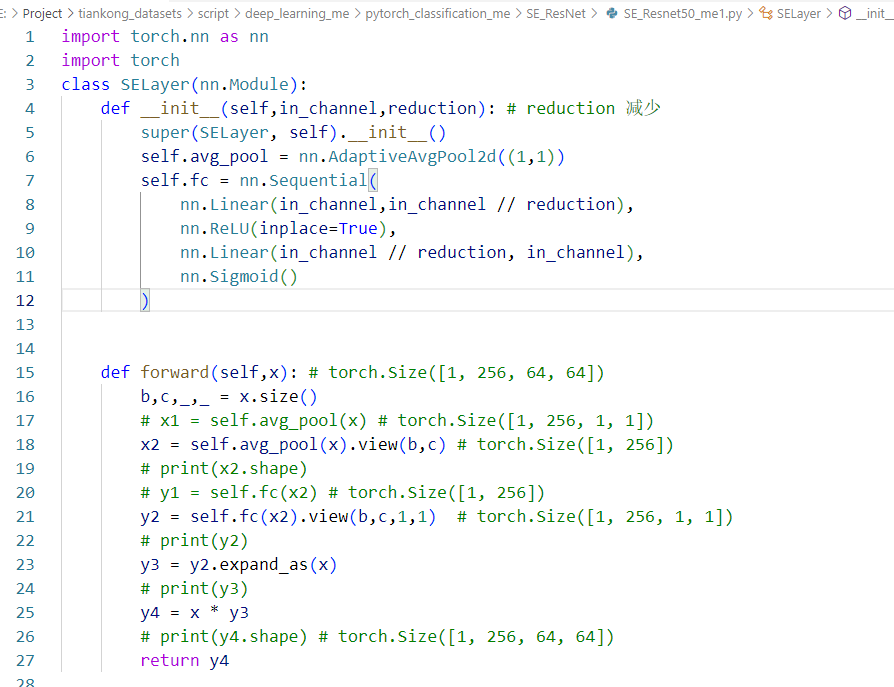 E: > Project > tiankong_datasets > script > deep_learning_me > pytorch_classification_me > SE_ResNet > SE_Resnet50_me1.py > SELayer > __init__
1 import torch.nn as nn
2 import torch
3 class SELayer(nn.Module):
4     def __init__(self,in_channel,reduction): # reduction 减少
5         super(SELayer, self).__init__()
6         self.avg_pool = nn.AdaptiveAvgPool2d((1,1))
7         self.fc = nn.Sequential(
8             nn.Linear(in_channel,in_channel // reduction),
9             nn.ReLU(inplace=True),
10             nn.Linear(in_channel // reduction, in_channel),
11             nn.Sigmoid()
12         )
13
14
15     def forward(self,x): # torch.Size([1, 256, 64, 64])
16         b,c,_,_ = x.size()
17         # x1 = self.avg_pool(x) # torch.Size([1, 256, 1, 1])
18         x2 = self.avg_pool(x).view(b,c) # torch.Size([1, 256])
19         # print(x2.shape)
20         # y1 = self.fc(x2) # torch.Size([1, 256])
21         y2 = self.fc(x2).view(b,c,1,1)  # torch.Size([1, 256, 1, 1])
22         # print(y2)
23         y3 = y2.expand_as(x)
24         # print(y3)
25         y4 = x * y3
26         # print(y4.shape) # torch.Size([1, 256, 64, 64])
27         return y4
28